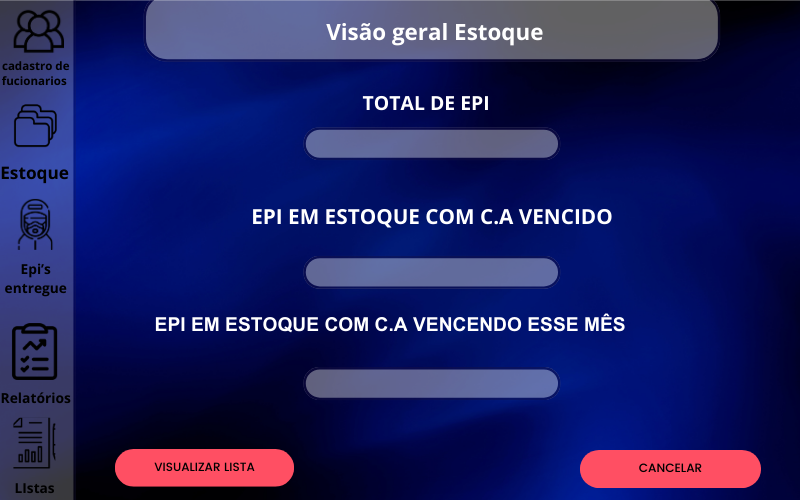 Visão geral Estoque
cadastro de
fucionarios
Estoque
Epi's
entregue
Relatórios
LIstas
TOTAL DE EPI
EPI EM ESTOQUE COM C.A VENCIDO
EPI EM ESTOQUE COM C.A VENCENDO ESSE MÊS
VISUALIZAR LISTA
CANCELAR